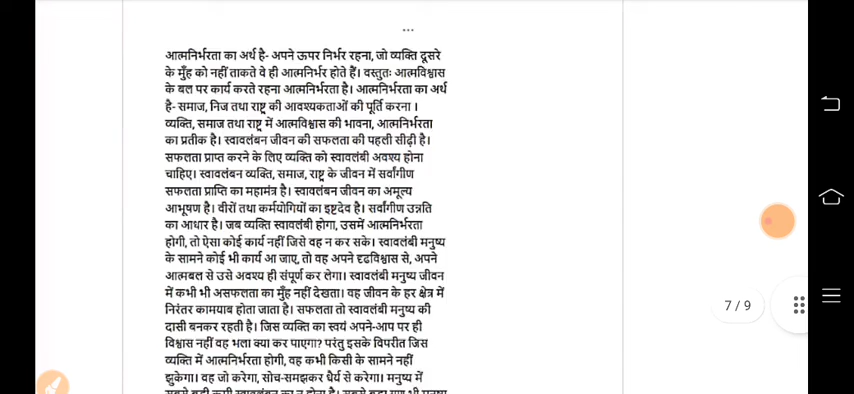 ...
आत्मनिर्भरता का अर्थ है- अपने ऊपर निर्भर रहना, जो व्यक्ति दूसरे
के मुँह को नहीं ताकते वे ही आत्मनिर्भर होते हैं। वस्तुतः आत्मविश्वास
के बल पर कार्य करते रहना आत्मनिर्भरता है। आत्मनिर्भरता का अर्थ
है- समाज, निज तथा राष्ट्र की आवश्यकताओं की पूर्ति करना ।
व्यक्ति, समाज तथा राष्ट्र में आत्मविश्वास की भावना, आत्मनिर्भरता
का प्रतीक है। स्वावलंबन जीवन की सफलता की पहली सीढ़ी है।
सफलता प्राप्त करने के लिए व्यक्ति को स्वावलंबी अवश्य होना
चाहिए। स्वावलंबन व्यक्ति, समाज, राष्ट्र के जीवन में सर्वांगीण
सफलता प्राप्ति का महामंत्र है। स्वावलंबन जीवन का अमूल्य
आभूषण है। वीरों तथा कर्मयोगियों का इष्टदेव है। सर्वांगीण उन्नति
का आधार है। जब व्यक्ति स्वावलंबी होगा, उसमें आत्मनिर्भरता
होगी, तो ऐसा कोई कार्य नहीं जिसे वह न कर सके। स्वावलंबी मनुष्य
के सामने कोई भी कार्य आ जाए, तो वह अपने दृढविश्वास से, अपने
आत्मबल से उसे अवश्य ही संपूर्ण कर लेगा। स्वावलंबी मनुष्य जीवन
में कभी भी असफलता का मुँह नहीं देखता। वह जीवन के हर क्षेत्र में
निरंतर कामयाब होता जाता है। सफलता तो स्वावलंबी मनुष्य की
दासी बनकर रहती है। जिस व्यक्ति का स्वयं अपने-आप पर ही
विश्वास नहीं वह भला क्या कर पाएगा? परंतु इसके विपरीत जिस
व्यक्ति में आत्मनिर्भरता होगी, वह कभी किसी के सामने नहीं
झुकेगा। वह जो करेगा, सोच-समझकर धैर्य से करेगा। मनुष्य में
7 / 9